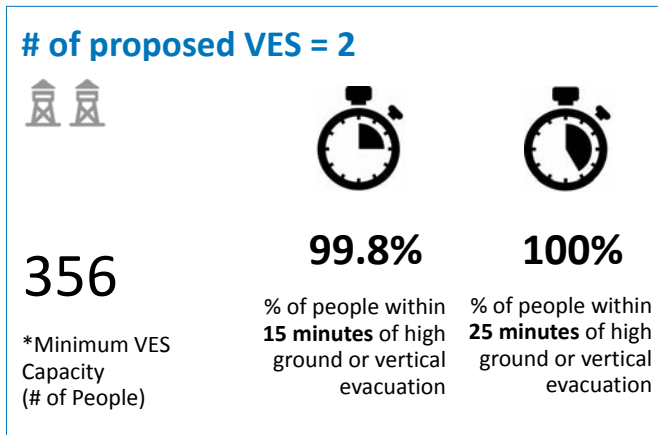 # of proposed VES = 2
356
*Minimum VES
Capacity
(# of People)
99.8%
% of people within
15 minutes of high
ground or vertical
evacuation
100%
% of people within
25 minutes of high
ground or vertical
evacuation